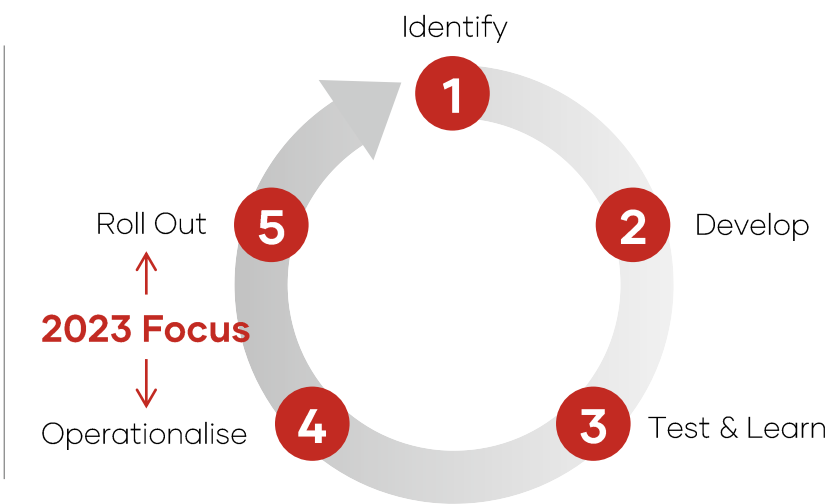 Identify
1
2
Develop
3
Test & Learn
4
Operationalise
2023 Focus
5
Roll Out